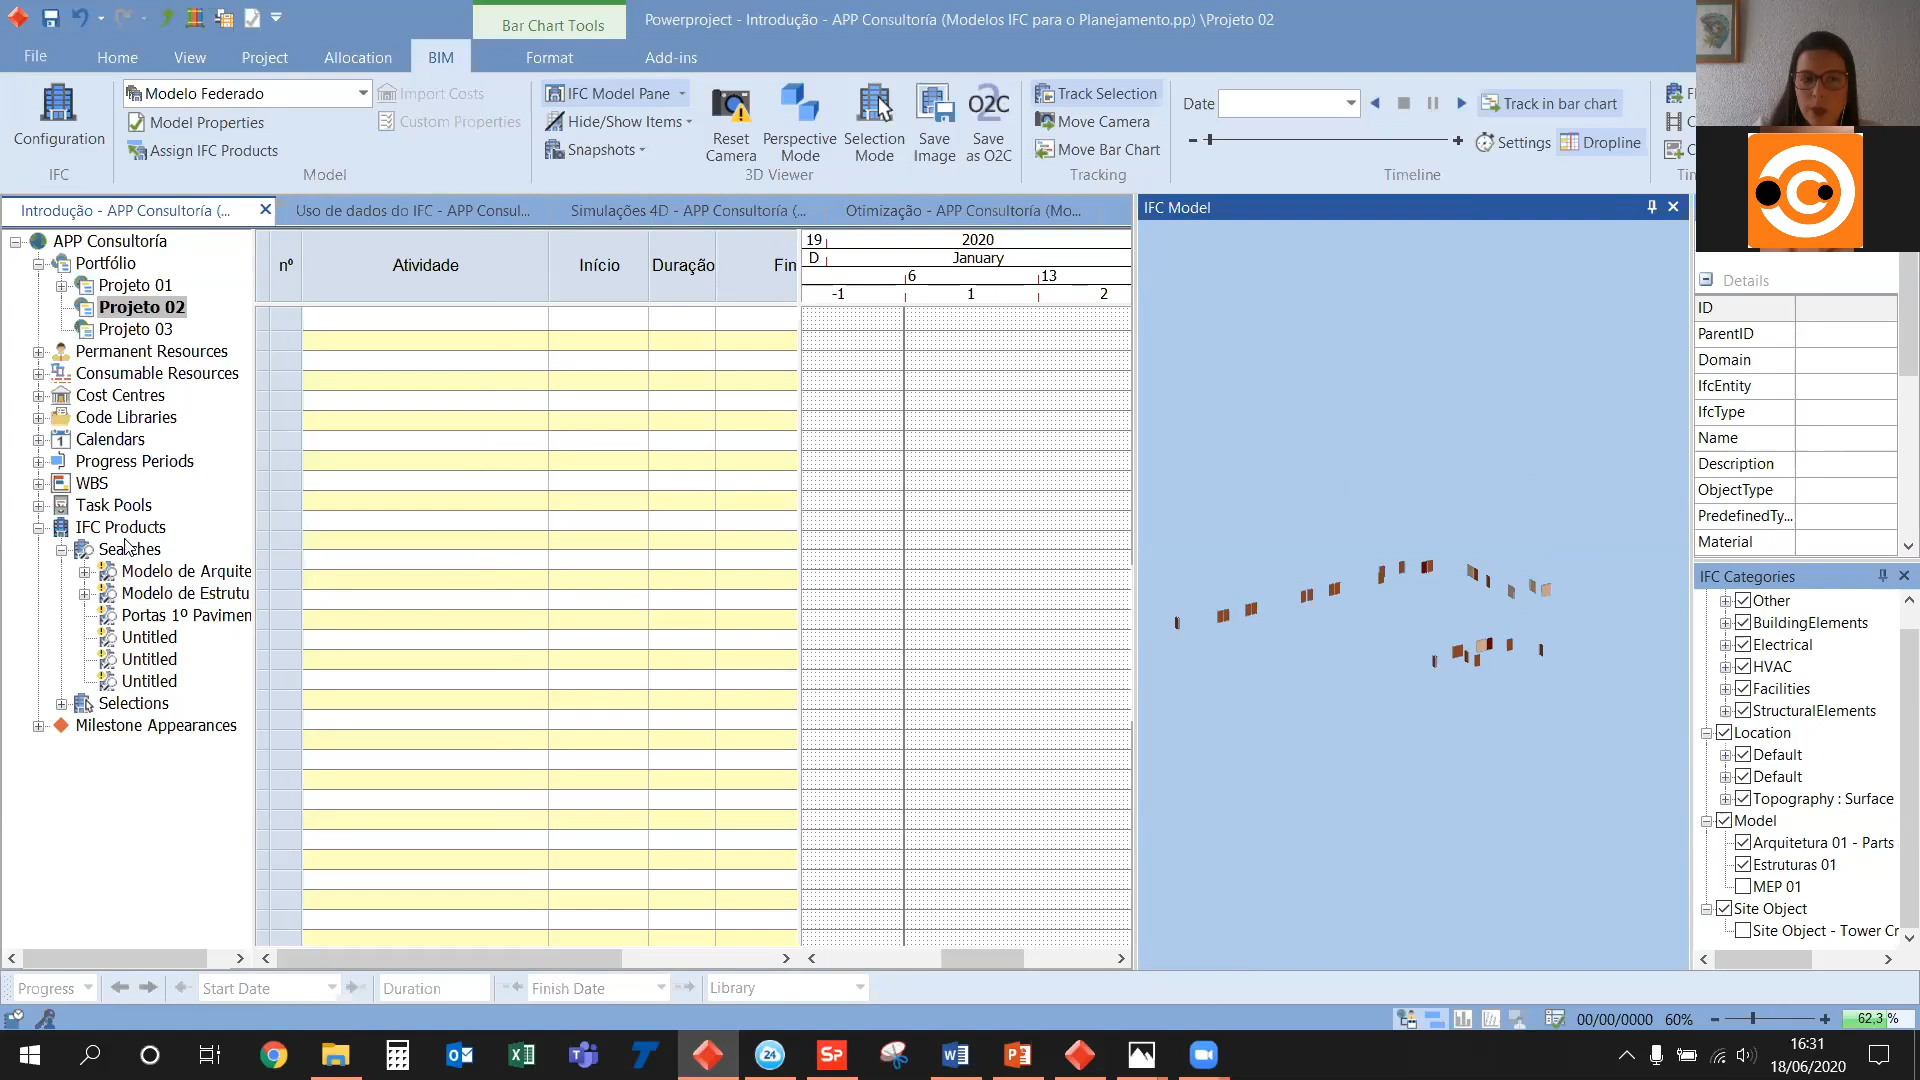 Bar Chart Tools
Powerproject - Introdução - APP Consultoría (Modelos IFC para o Planejamento.pp) \Projeto 02
File Home View Project Allocation BIM Format Add-ins
Configuration
IFC
Modelo Federado
Model Properties
Assign IFC Products
Import Costs
Custom Properties
Model
IFC Model Pane
Hide/Show Items
Snapshots
Reset Camera
Perspective Mode
Selection Mode
Save Image
Save as O2C
O2C
3D Viewer
Track Selection
Move Camera
Move Bar Chart
Tracking
Date
Track in bar chart
Settings
Dropline
Timeline
Introdução - APP Consultoría (...
Uso de dados do IFC - APP Consul...
Simulações 4D - APP Consultoría (...
Otimização - APP Consultoría (Mo...
IFC Model
APP Consultoría
Portfólio
Projeto 01
Projeto 02
Projeto 03
Permanent Resources
Consumable Resources
Cost Centres
Code Libraries
Calendars
Progress Periods
WBS
Task Pools
IFC Products
Searches
Modelo de Arquite
Modelo de Estrutu
Portas 1º Pavimen
Untitled
Untitled
Untitled
Selections
Milestone Appearances
nº Atividade Início Duração Fin
19 2020
D January
6 13
-1 1 2
Details
ID
ParentID
Domain
IfcEntity
IfcType
Name
Description
ObjectType
PredefinedTy...
Material
IFC Categories
Other
BuildingElements
Electrical
HVAC
Facilities
StructuralElements
Location
Default
Default
Topography : Surface
Model
Arquitetura 01 - Parts
Estruturas 01
MEP 01
Site Object
Site Object - Tower Cr
Progress Start Date Duration Finish Date Library
00/00/0000 60% 62,3 %
16:31
18/06/2020